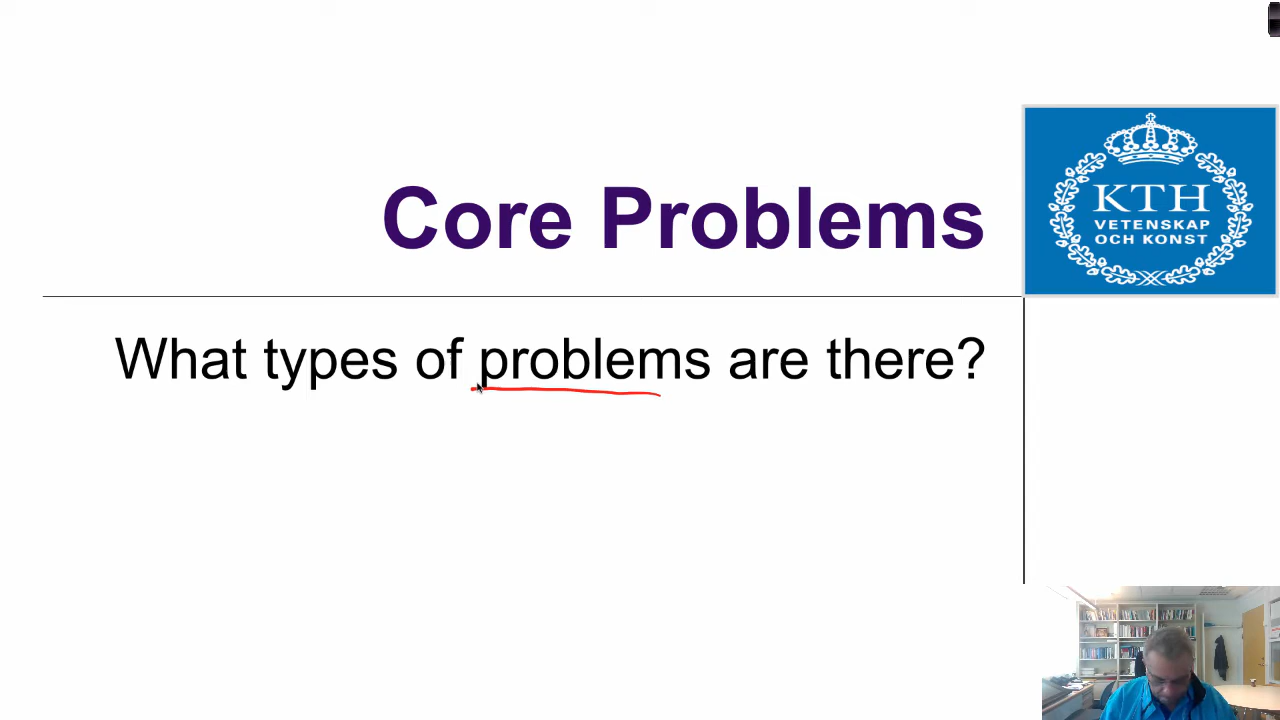 Core Problems
KTH
VETENSKAP
OCH KONST
What types of problems are there?